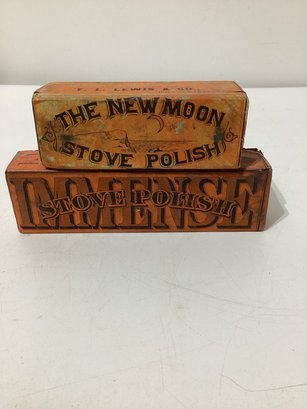 F. L. LEWIS & CO.
THE NEW MOON
STOVE POLISH
IMMENSE
STOVE POLISH